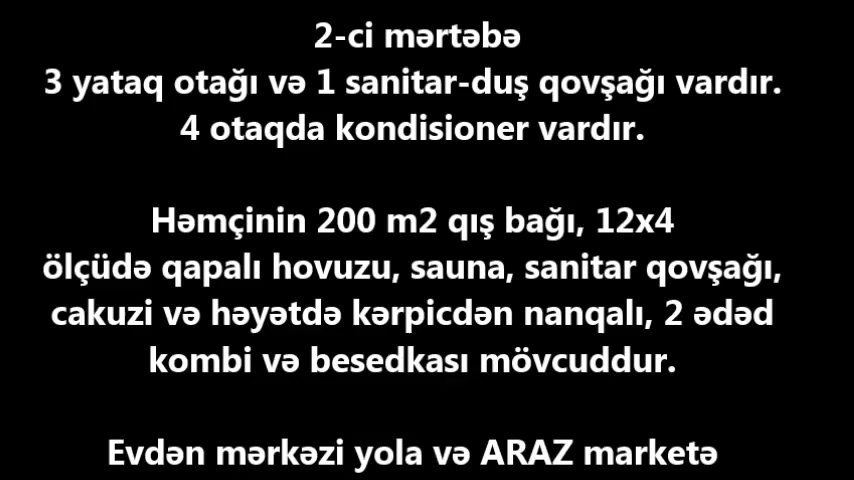 2-ci mərtəbə
3 yataq otağı və 1 sanitar-duş qovşağı vardır.
4 otaqda kondisioner vardır.
Həmçinin 200 m2 qış bağı, 12x4
ölçüdə qapalı hovuzu, sauna, sanitar qovşağı,
cakuzi və həyətdə kərpicdən nanqalı, 2 ədəd
kombi və besedkası mövcuddur.
Evdən mərkəzi yola və ARAZ marketə